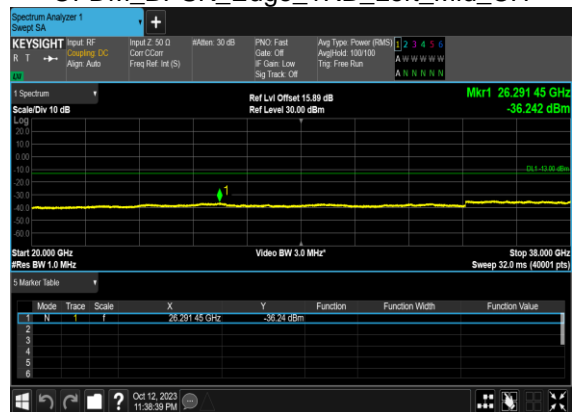 Spectrum Analyzer 1
Swept SA
+
KEYSIGHT
R T
Input: RF
Coupling: DC
Align: Auto
Input Z: 50 Ω
Corr CCorr
Freq Ref: Int (S)
#Atten: 30 dB
PNO: Fast
Gate: Off
IF Gain: Low
Sig Track: Off
Avg Type: Power (RMS)
Avg|Hold: 100/100
Trig: Free Run
1 2 3 4 5 6
A W W W W W
A N N N N N
1 Spectrum
Scale/Div 10 dB
Ref Lvl Offset 15.89 dB
Ref Level 30.00 dBm
Mkr1 26.291 45 GHz
-36.242 dBm
Log
20.0
10.0
0.00
-10.0
DL1 -13.00 dBm
-20.0
-30.0
1
-40.0
-50.0
-60.0
Start 20.000 GHz
#Res BW 1.0 MHz
Video BW 3.0 MHz*
Stop 38.000 GHz
Sweep 32.0 ms (40001 pts)
5 Marker Table
Mode Trace Scale X Y Function Function Width Function Value
1 N 1 f 26.291 45 GHz -36.24 dBm
2
3
4
5
6
? Oct 12, 2023
11:38:39 PM